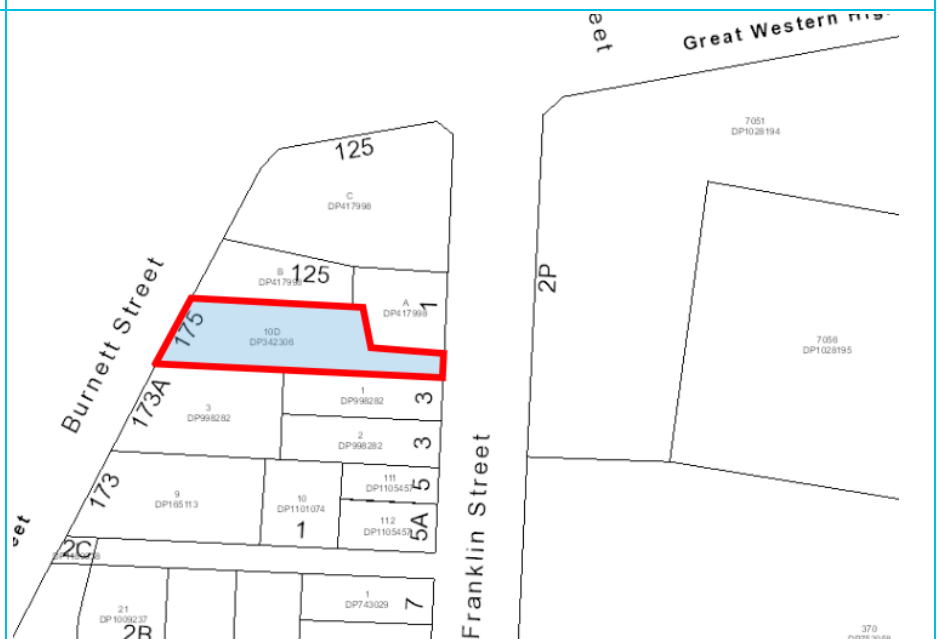 eet
Great Western Hig
7051
DP1028194
125
C
DP417998
B
DP417998
125
2P
A
DP417998
1
175
10D
DP342306
Burnett Street
7056
DP1028195
173A
3
DP998282
1
DP998282
3
2
DP998282
3
173
9
DP165113
10
DP1101074
1
111
DP1105457
5
112
DP1105457
5A
Franklin Street
eet
2C
21
DP1009237
2B
1
DP743029
7
370